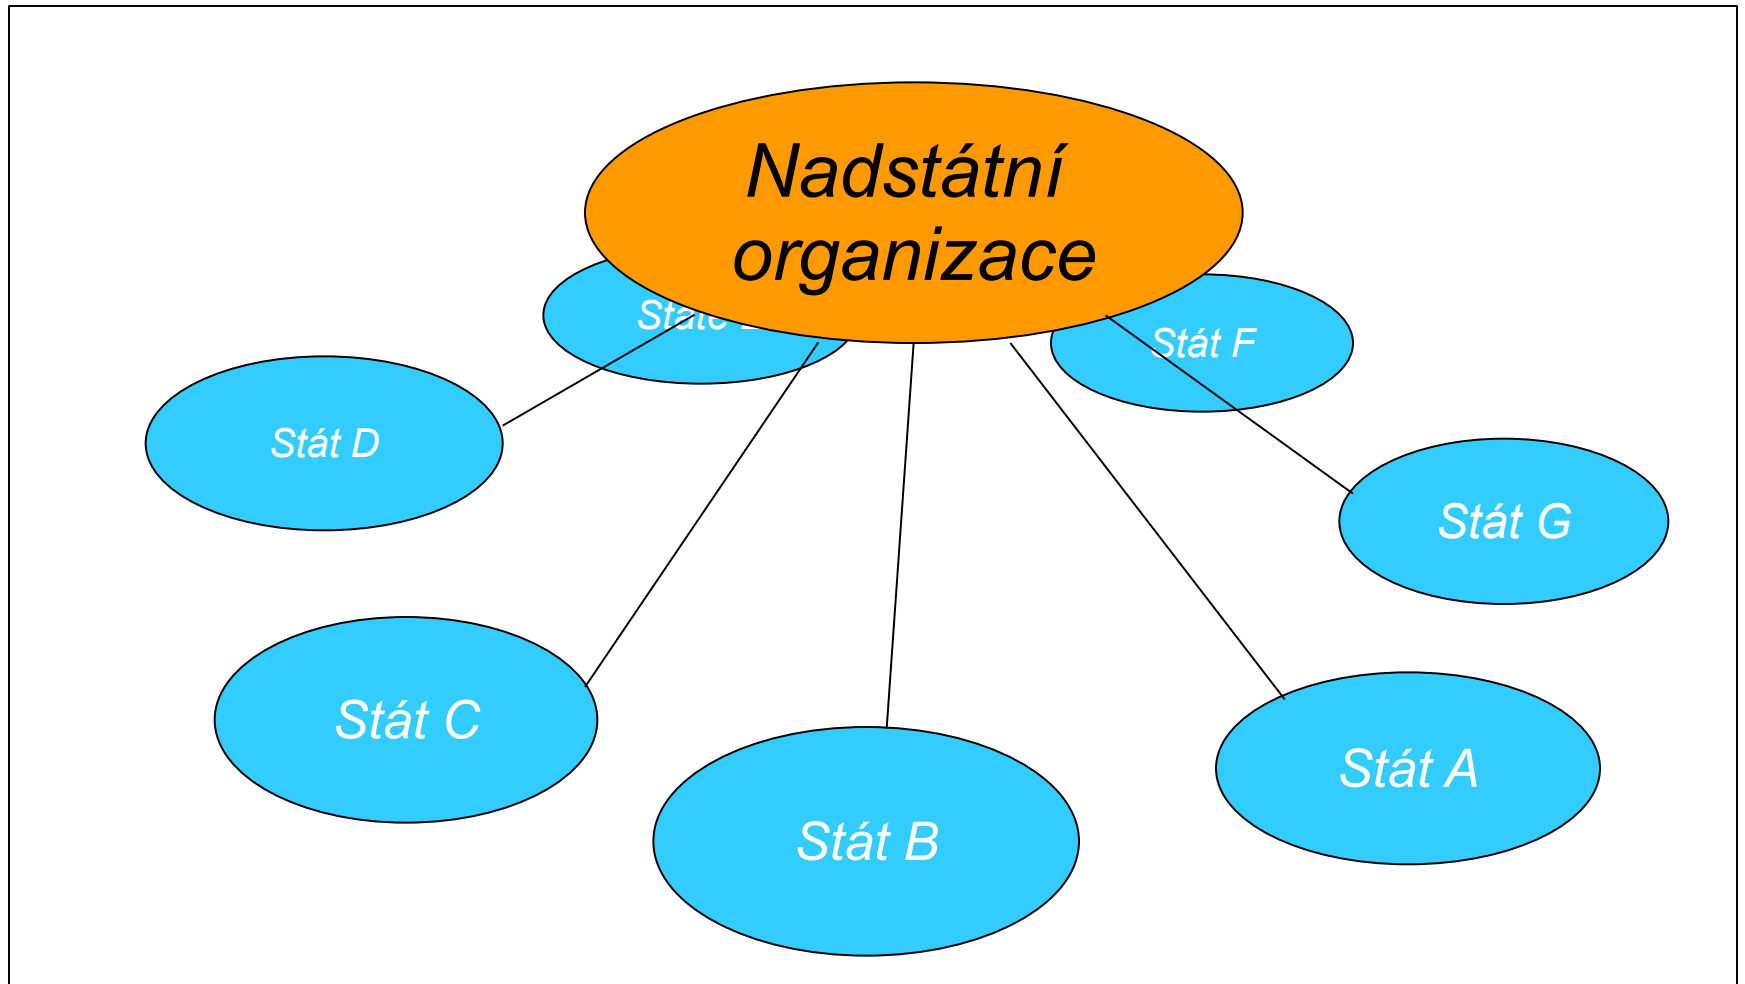 Nadstátní
organizace
Stát F
Stát D
Stát G
Stát C
Stát A
Stát B